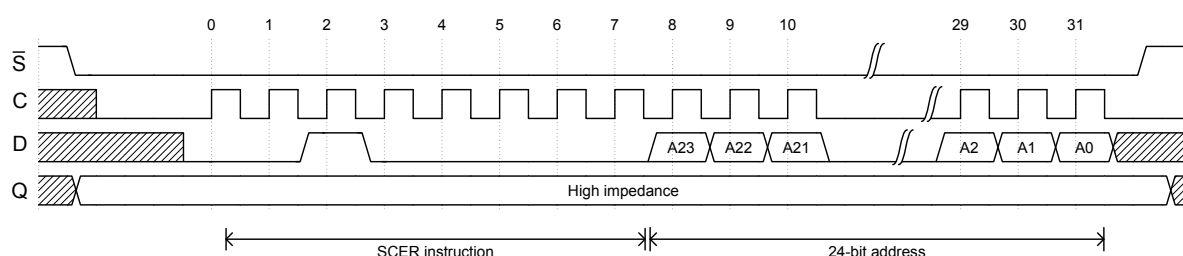 0 1 2 3 4 5 6 7 8 9 10 29 30 31
S
C
D A23 A22 A21 A2 A1 A0
Q High impedance
SCER instruction 24-bit address